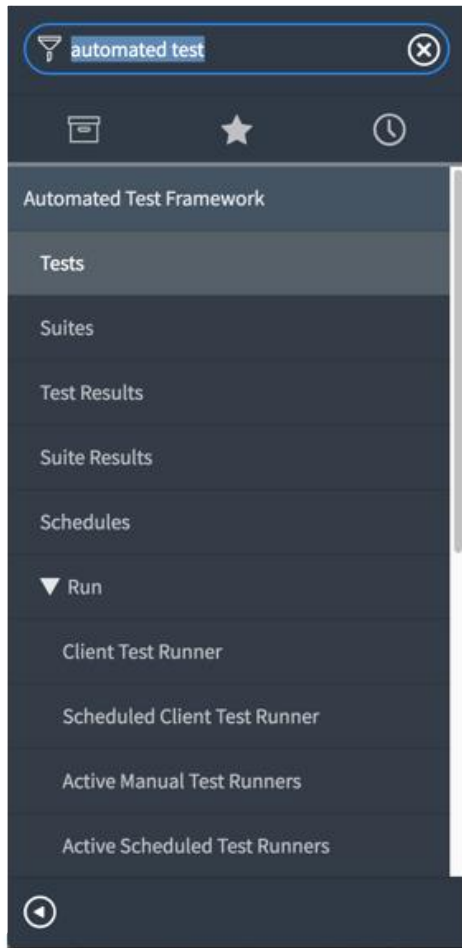 automated test
Automated Test Framework
Tests
Suites
Test Results
Suite Results
Schedules
Run
Client Test Runner
Scheduled Client Test Runner
Active Manual Test Runners
Active Scheduled Test Runners